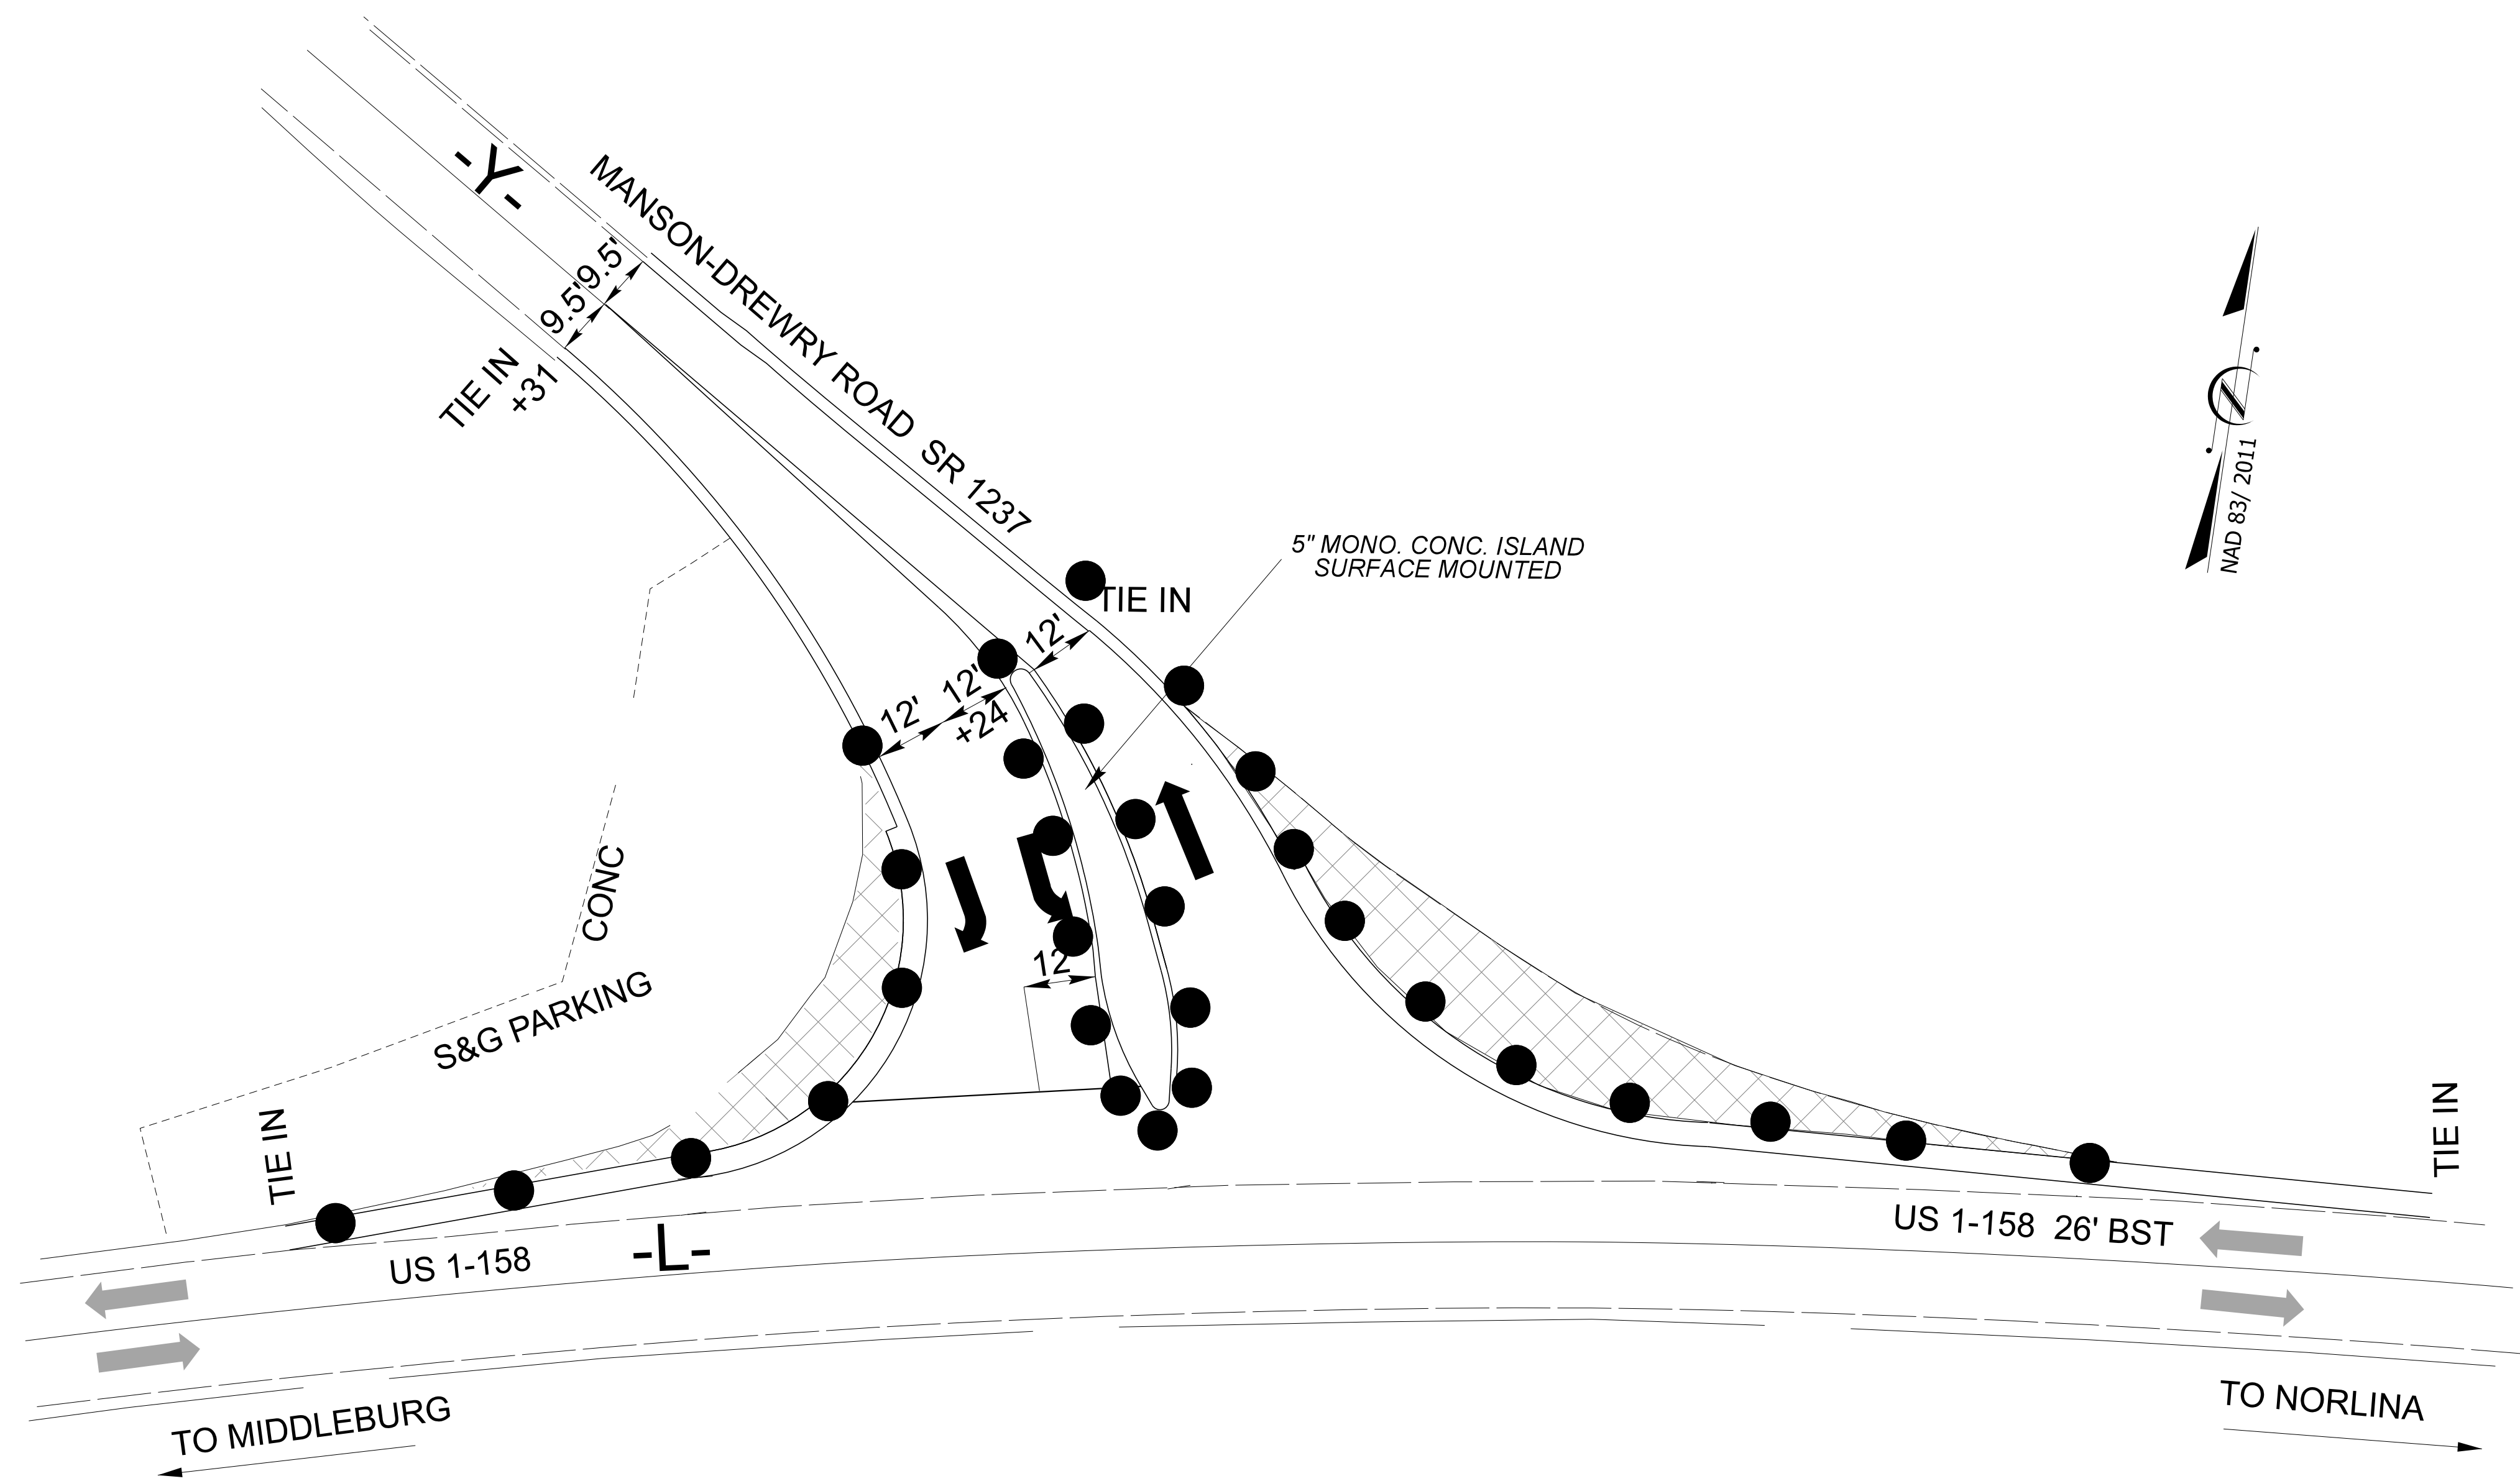 -Y-
MANSON-DREWRY ROAD SR 1237
9.5'
9.5'
TIE IN
+31
5" MONO. CONC. ISLAND
SURFACE MOUNTED
NAD 83/ 2011
TIE IN
12'
12'
12'
+24
CONC
12'
S&G PARKING
TIE IN
TIE IN
US 1-158
-L-
US 1-158 26' BST
TO MIDDLEBURG
TO NORLINA